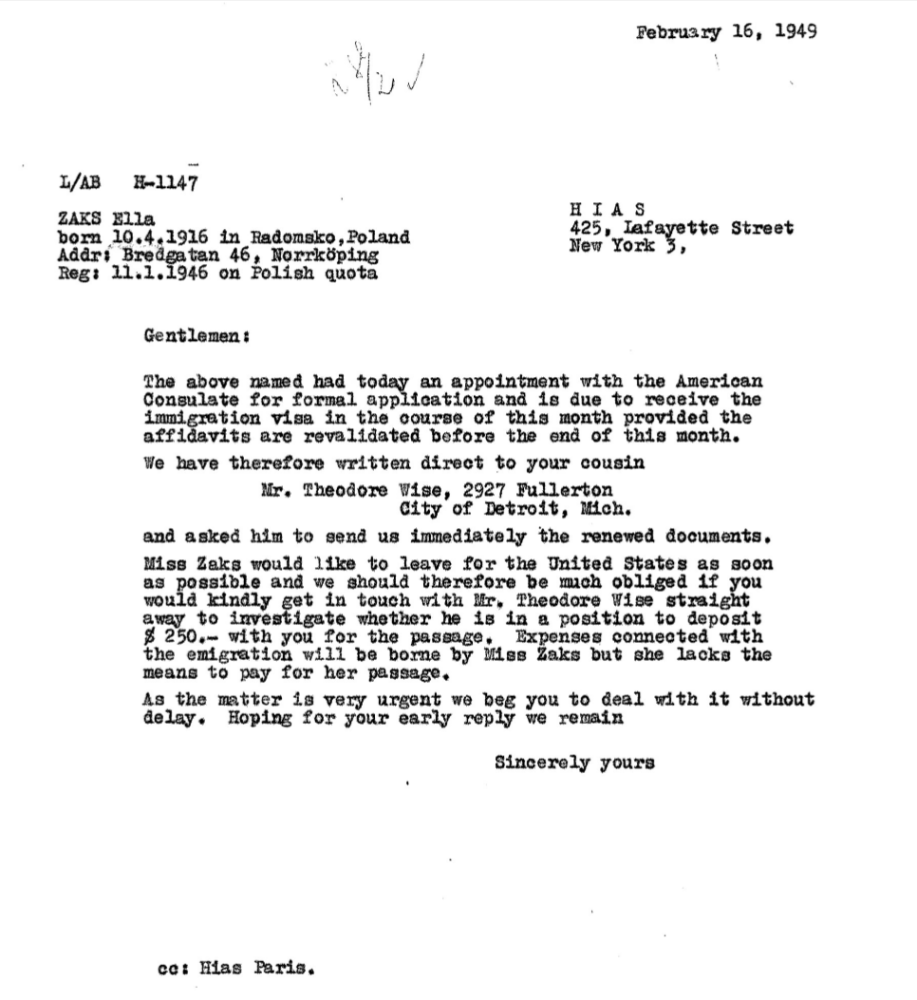 February 16, 1949
L/AB H-1147
ZAKS Ella
born 10.4.1916 in Radomsko,Poland
Addr: Bredgatan 46, Norrköping
Reg: 11.1.1946 on Polish quota
H I A S
425, Lafayette Street
New York 3,
Gentlemen:
The above named had today an appointment with the American
Consulate for formal application and is due to receive the
immigration visa in the course of this month provided the
affidavits are revalidated before the end of this month.
We have therefore written direct to your cousin
Mr. Theodore Wise, 2927 Fullerton
City of Detroit, Mich.
and asked him to send us immediately the renewed documents.
Miss Zaks would like to leave for the United States as soon
as possible and we should therefore be much obliged if you
would kindly get in touch with Mr. Theodore Wise straight
away to investigate whether he is in a position to deposit
$ 250.- with you for the passage. Expenses connected with
the emigration will be borne by Miss Zaks but she lacks the
means to pay for her passage.
As the matter is very urgent we beg you to deal with it without
delay. Hoping for your early reply we remain
Sincerely yours
cc: Hias Paris.